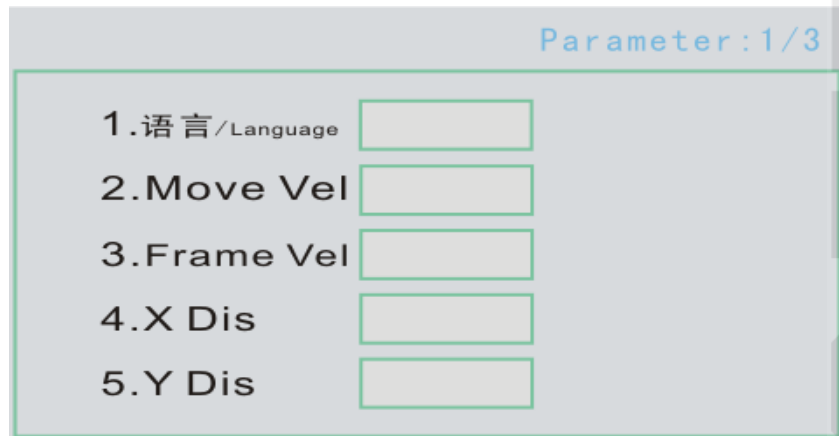 Parameter:1/3
1.语言/Language
2.Move Vel
3.Frame Vel
4.X Dis
5.Y Dis